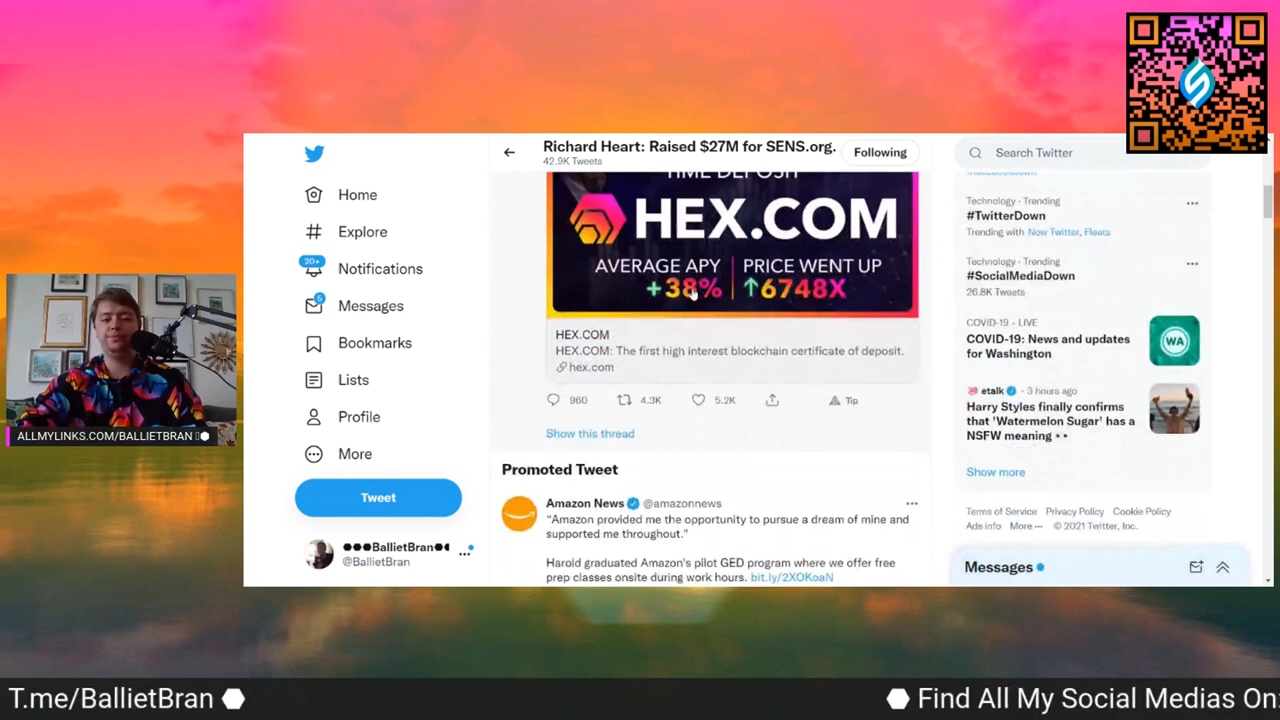 Richard Heart: Raised $27M for SENS.org.
42.9K Tweets
Following
Search Twitter
Home
Explore
20+
Notifications
5
Messages
Bookmarks
Lists
Profile
More
Tweet
●●●BallietBran●
@BallietBran
TIME DEPOSIT
HEX.COM
AVERAGE APY
+38%
PRICE WENT UP
↑6748X
HEX.COM
HEX.COM: The first high interest blockchain certificate of deposit.
hex.com
960
4.3K
5.2K
Tip
Show this thread
Promoted Tweet
Amazon News @amazonnews
“Amazon provided me the opportunity to pursue a dream of mine and
supported me throughout.”
Harold graduated Amazon's pilot GED program where we offer free
prep classes onsite during work hours. bit.ly/2XOKoaN
Technology · Trending
#TwitterDown
Trending with Now Twitter, Fleets
Technology · Trending
#SocialMediaDown
26.8K Tweets
COVID-19 · LIVE
COVID-19: News and updates
for Washington
WA
etalk · 3 hours ago
Harry Styles finally confirms
that 'Watermelon Sugar' has a
NSFW meaning 👀
Show more
Terms of Service Privacy Policy Cookie Policy
Ads info More ··· © 2021 Twitter, Inc.
Messages
ALLMYLINKS.COM/BALLIETBRAN
T.me/BallietBran ⬣
⬣ Find All My Social Medias On